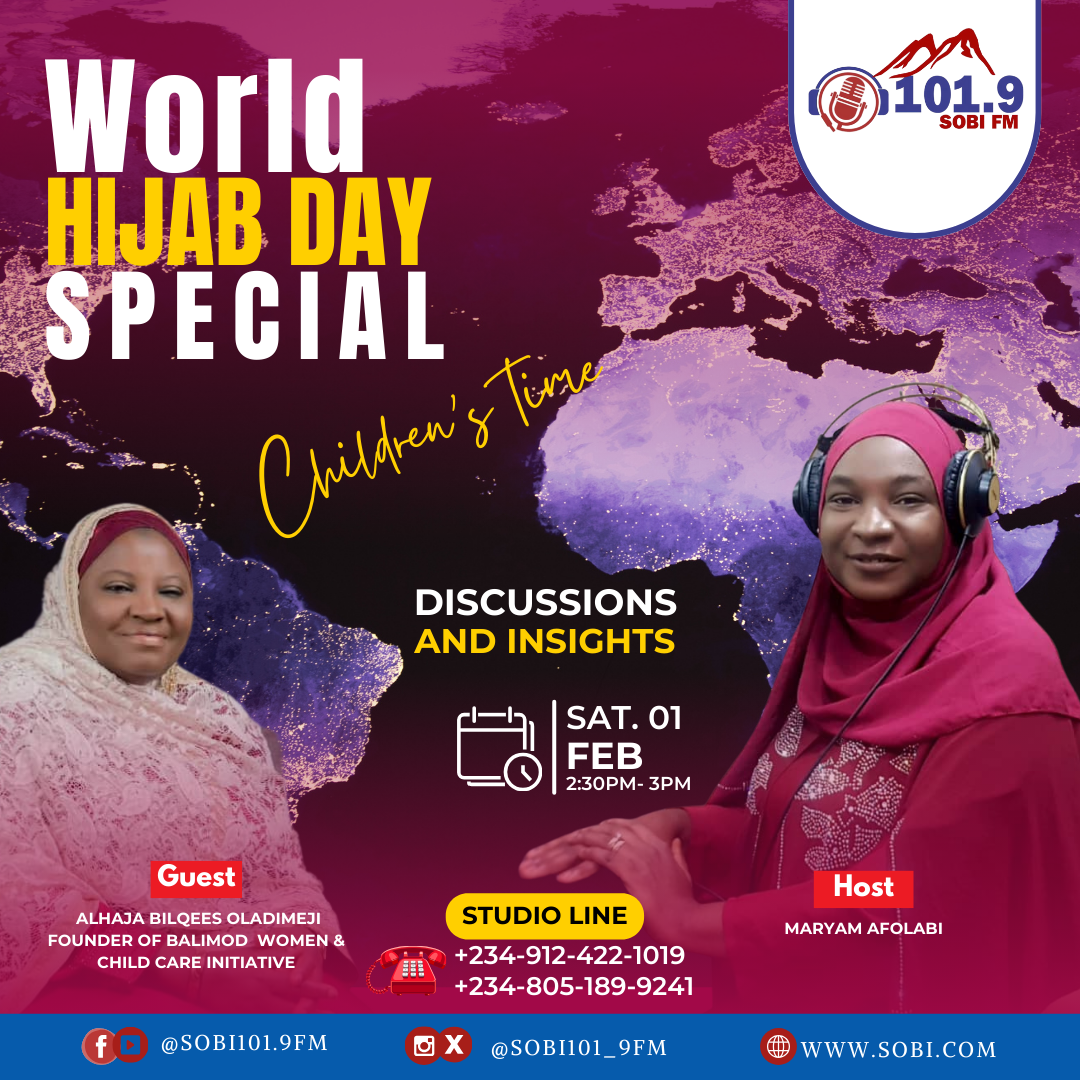 World
HIJAB DAY
SPECIAL
101.9
SOBI FM
Children's Time
DISCUSSIONS
AND INSIGHTS
SAT. 01
FEB
2:30PM- 3PM
Guest
ALHAJA BILQEES OLADIMEJI
FOUNDER OF BALIMOD WOMEN &
CHILD CARE INITIATIVE
Host
MARYAM AFOLABI
STUDIO LINE
+234-912-422-1019
+234-805-189-9241
@SOBI101.9FM
@SOBI101_9FM
WWW.SOBI.COM